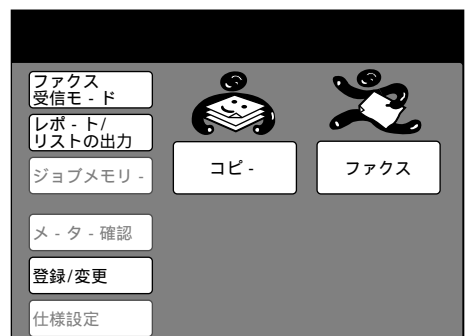 ファクス
受信モ - ド
レポ - ト/
リストの出力
ジョブメモリ -
コピ -
ファクス
メ - タ - 確認
登録/変更
仕様設定